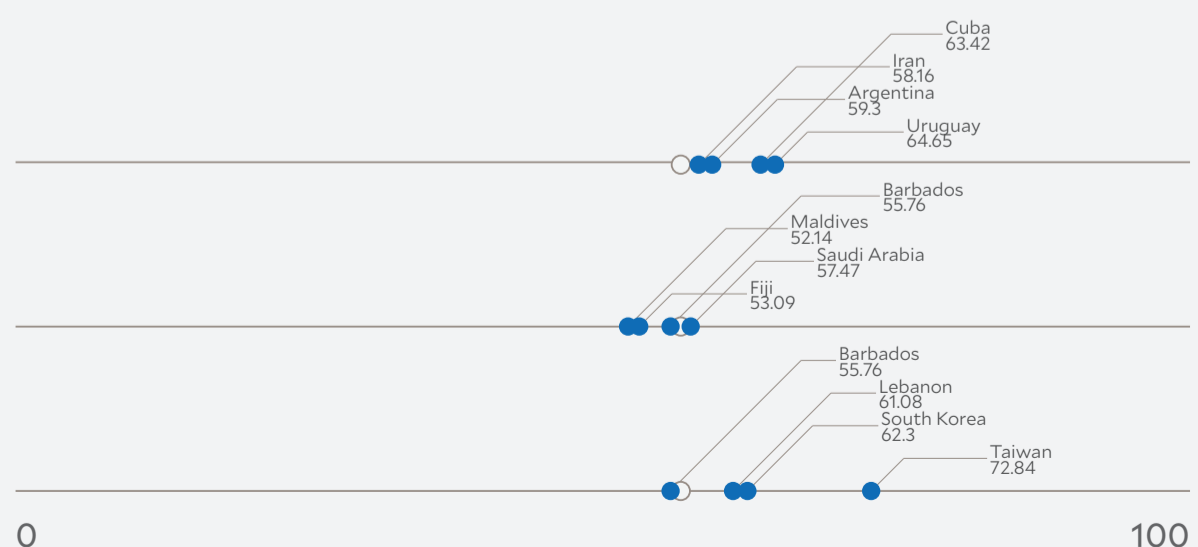 Cuba
63.42
Iran
58.16
Argentina
59.3
Uruguay
64.65
Barbados
55.76
Maldives
52.14
Saudi Arabia
57.47
Fiji
53.09
Barbados
55.76
Lebanon
61.08
South Korea
62.3
Taiwan
72.84
0 100